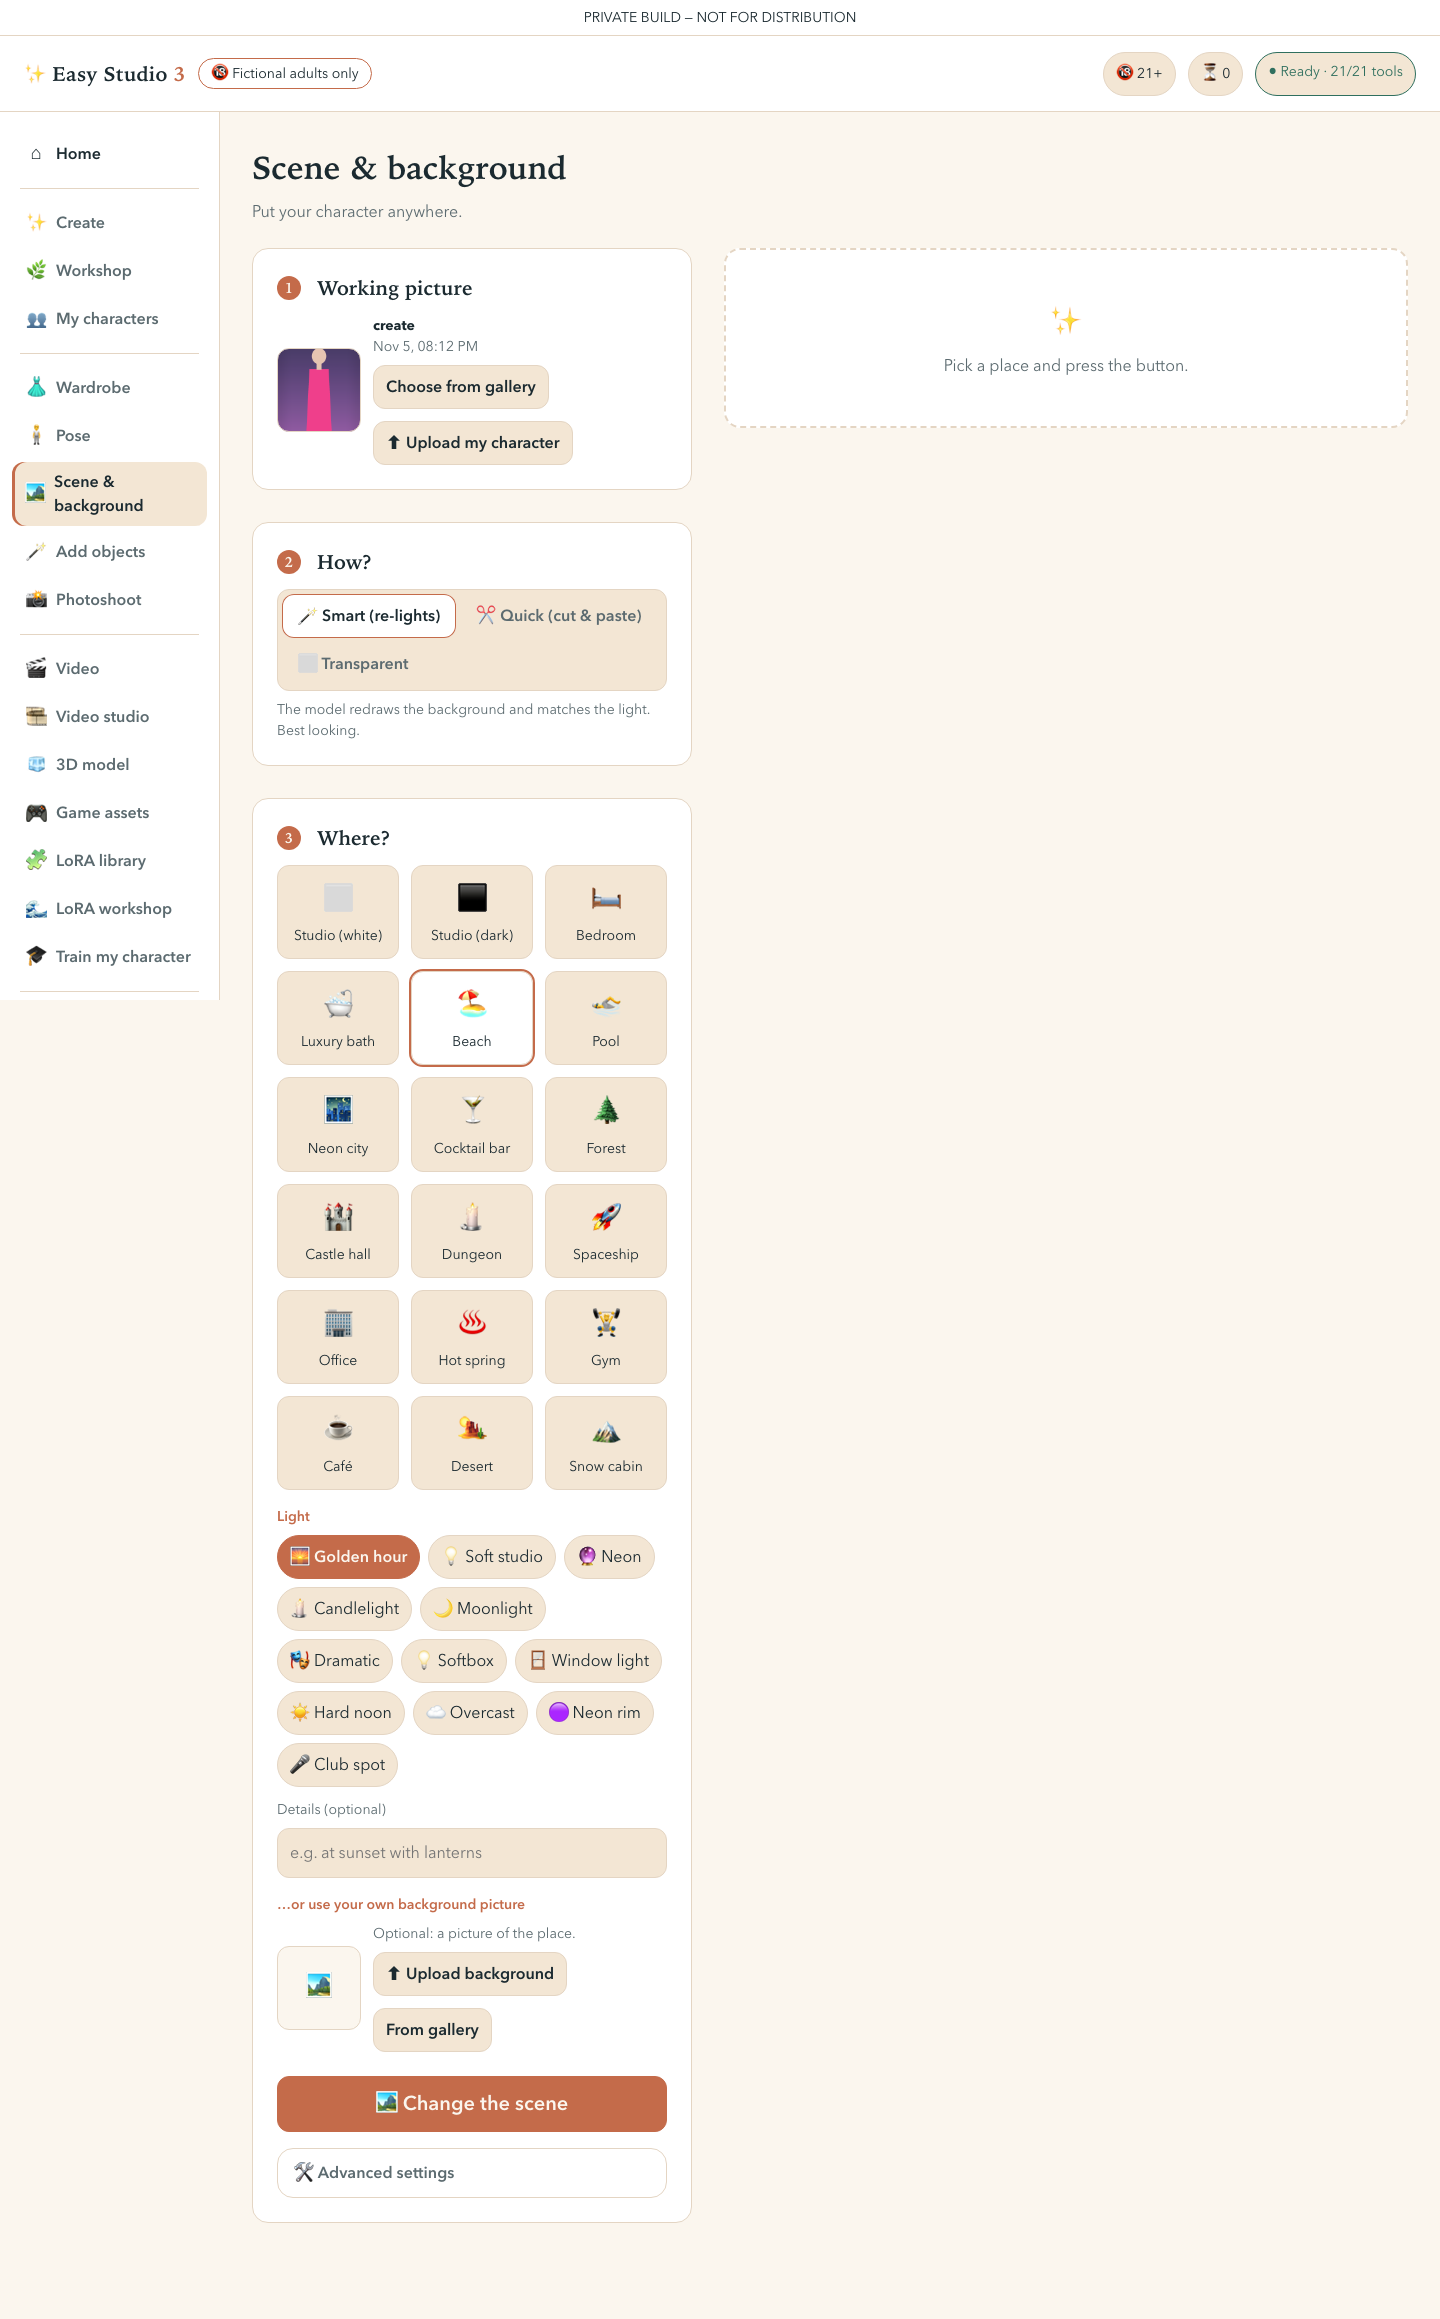 PRIVATE BUILD – NOT FOR DISTRIBUTION
Easy Studio 3
Fictional adults only
21+
0
Ready · 21/21 tools
Home
Create
Workshop
My characters
Wardrobe
Pose
Scene &
background
Add objects
Photoshoot
Video
Video studio
3D model
Game assets
LoRA library
LoRA workshop
Train my character
Scene & background
Put your character anywhere.
1 Working picture
create
Nov 5, 08:12 PM
Choose from gallery
Upload my character
Pick a place and press the button.
2 How?
Smart (re-lights)
Quick (cut & paste)
Transparent
The model redraws the background and matches the light.
Best looking.
3 Where?
Studio (white)
Studio (dark)
Bedroom
Luxury bath
Beach
Pool
Neon city
Cocktail bar
Forest
Castle hall
Dungeon
Spaceship
Office
Hot spring
Gym
Café
Desert
Snow cabin
Light
Golden hour
Soft studio
Neon
Candlelight
Moonlight
Dramatic
Softbox
Window light
Hard noon
Overcast
Neon rim
Club spot
Details (optional)
e.g. at sunset with lanterns
...or use your own background picture
Optional: a picture of the place.
Upload background
From gallery
Change the scene
Advanced settings